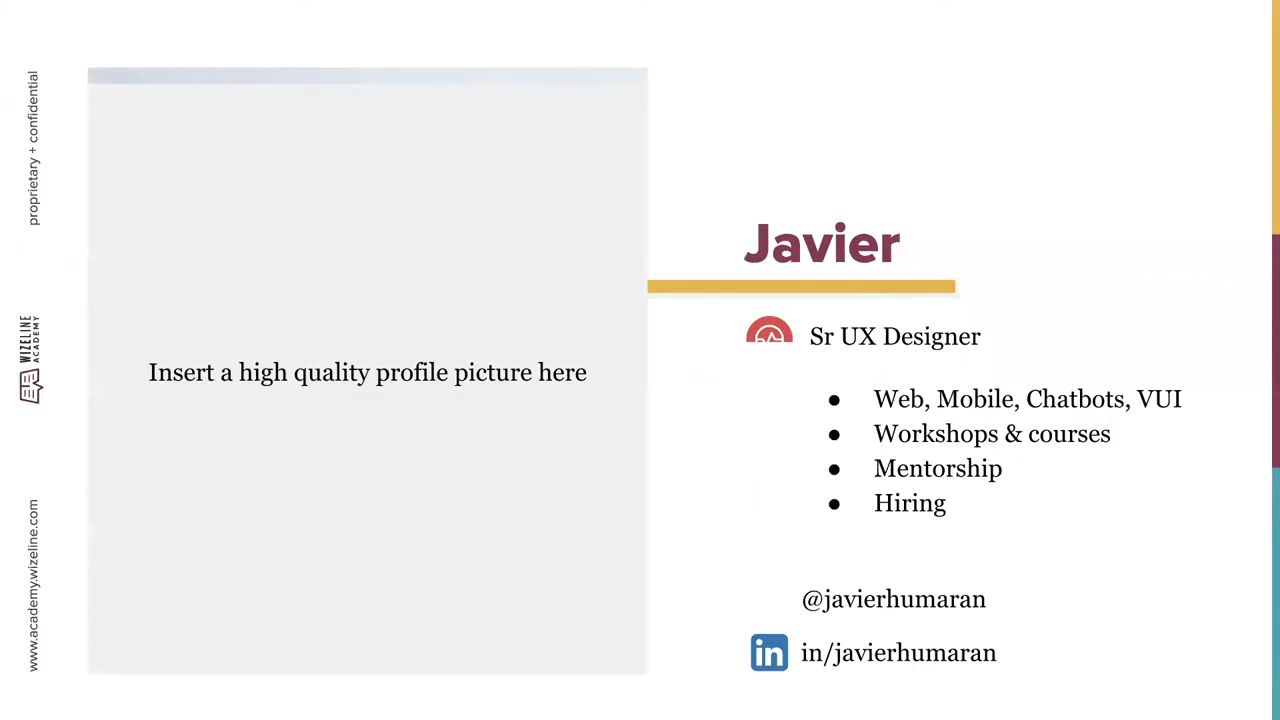 proprietary + confidential
WIZELINE
ACADEMY
www.academy.wizeline.com
Insert a high quality profile picture here
Javier
Sr UX Designer
● Web, Mobile, Chatbots, VUI
● Workshops & courses
● Mentorship
● Hiring
@javierhumaran
in in/javierhumaran